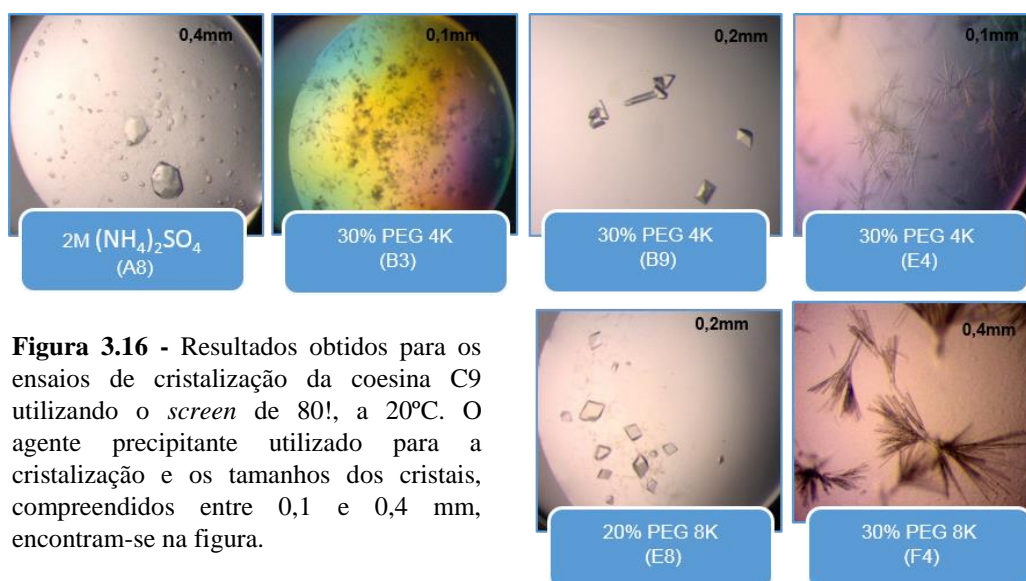 0,4mm
0,1mm
0,2mm
0,1mm
2M (NH₄)₂SO₄
(A8)
30% PEG 4K
(B3)
30% PEG 4K
(B9)
30% PEG 4K
(E4)
Figura 3.16 - Resultados obtidos para os
ensaios de cristalização da coesina C9
utilizando o screen de 80!, a 20ºC. O
agente precipitante utilizado para a
cristalização e os tamanhos dos cristais,
compreendidos entre 0,1 e 0,4 mm,
encontram-se na figura.
0,2mm
0,4mm
20% PEG 8K
(E8)
30% PEG 8K
(F4)